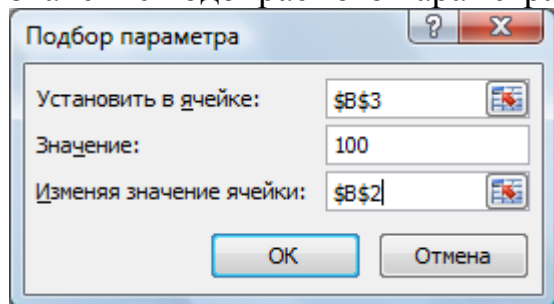 Подбор параметра
Установить в ячейке: $B$3
Значение: 100
Изменяя значение ячейки: $B$2
ОК Отмена